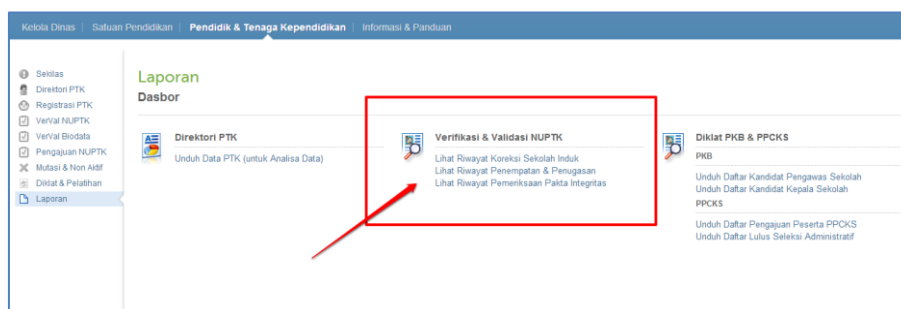 Kelola Dinas | Satuan Pendidikan | Pendidik & Tenaga Kependidikan | Informasi & Panduan
Sekilas
Direktori PTK
Registrasi PTK
VerVal NUPTK
VerVal Biodata
Pengajuan NUPTK
Mutasi & Non Aktif
Diklat & Pelatihan
Laporan
Laporan
Dasbor
Direktori PTK
Unduh Data PTK (untuk Analisa Data)
Verifikasi & Validasi NUPTK
Lihat Riwayat Koreksi Sekolah Induk
Lihat Riwayat Penempatan & Penugasan
Lihat Riwayat Pemeriksaan Pakta Integritas
Diklat PKB & PPCKS
PKB
Unduh Daftar Kandidat Pengawas Sekolah
Unduh Daftar Kandidat Kepala Sekolah
PPCKS
Unduh Daftar Pengajuan Peserta PPCKS
Unduh Daftar Lulus Seleksi Administratif